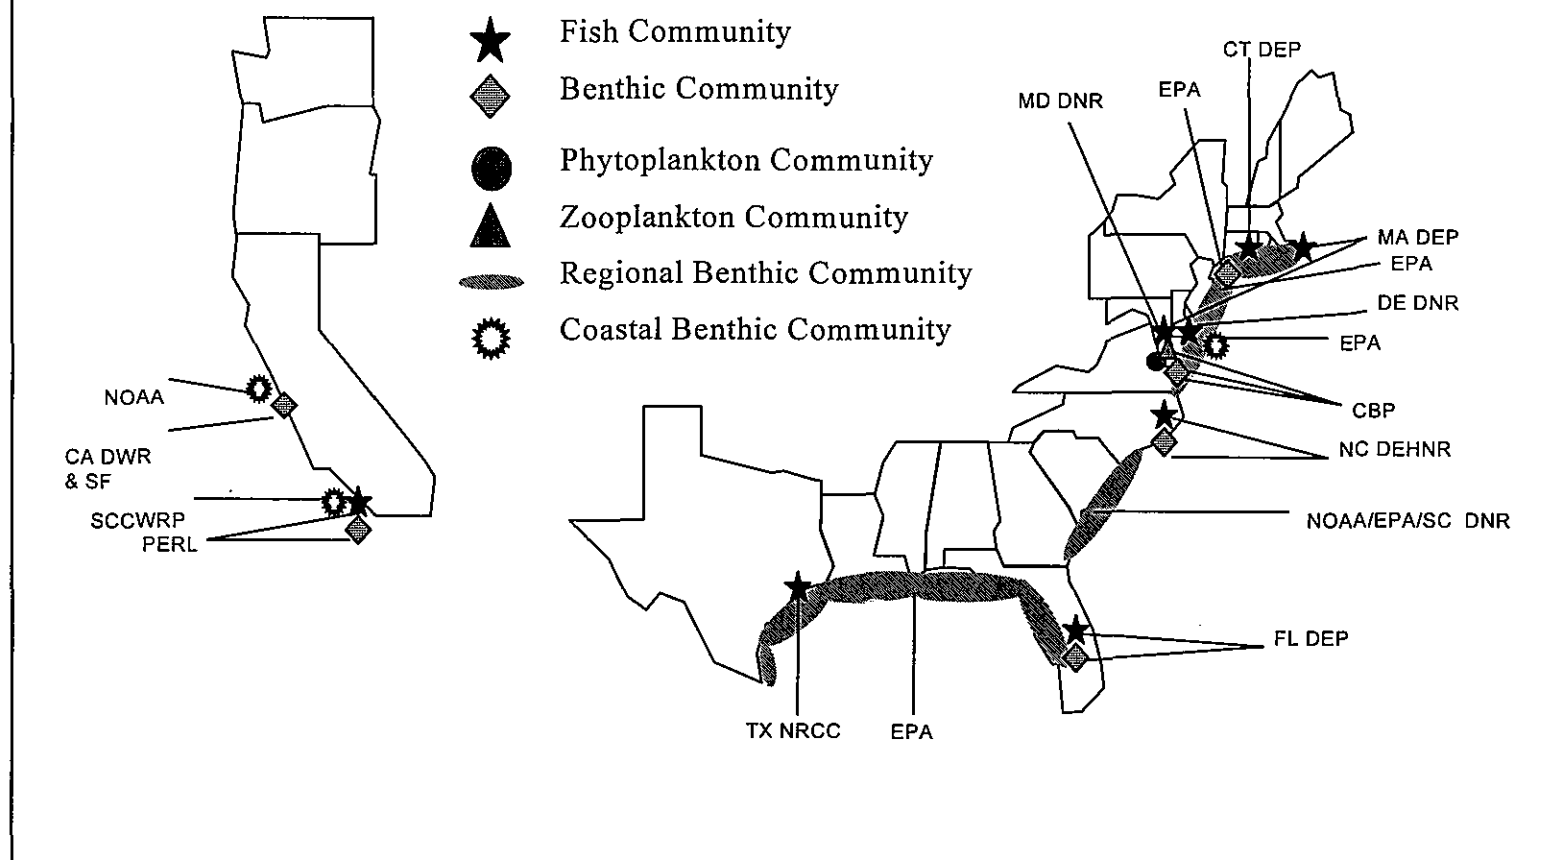 Fish Community
Benthic Community
Phytoplankton Community
Zooplankton Community
Regional Benthic Community
Coastal Benthic Community
NOAA
CA DWR
& SF
SCCWRP
PERL
CT DEP
EPA
MD DNR
MA DEP
EPA
DE DNR
EPA
CBP
NC DEHNR
NOAA/EPA/SC DNR
FL DEP
TX NRCC
EPA